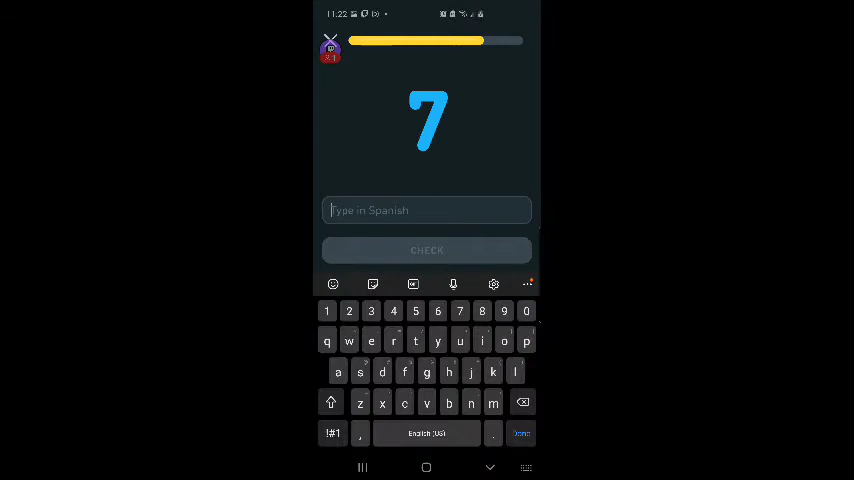 11:22
7
Type in Spanish
CHECK
GIF
1 2 3 4 5 6 7 8 9 0
q w e r t y u i o p
a s d f g h j k l
z x c v b n m
!#1 , English (US) . Done